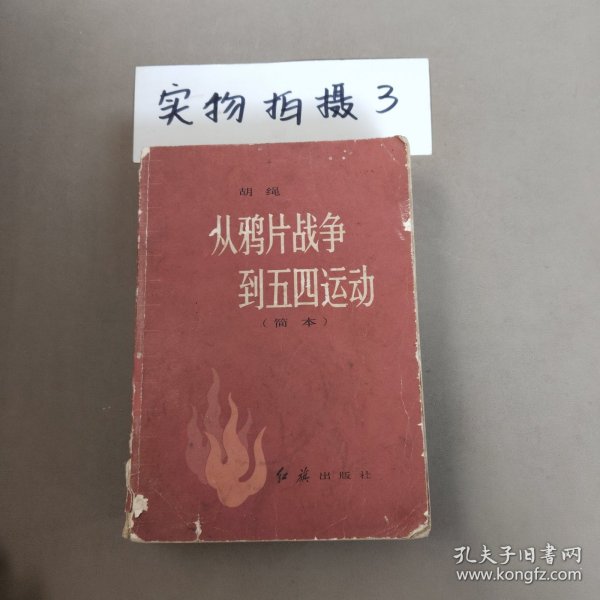 实物拍摄3
胡绳
从鸦片战争
到五四运动
（简本）
红旗出版社
孔夫子旧书网
www.kongfz.com